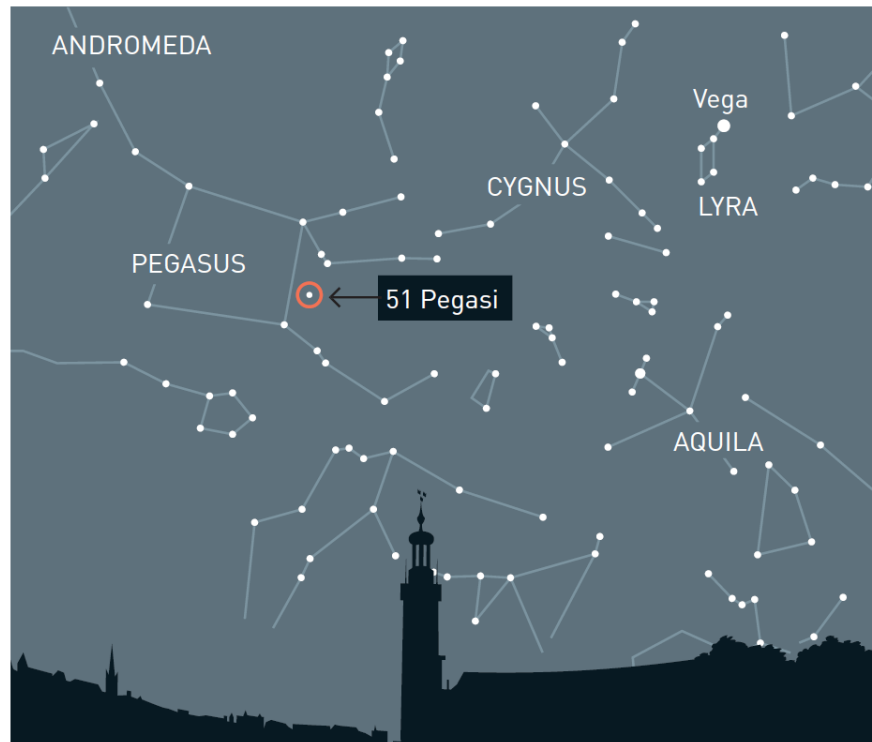 ANDROMEDA
Vega
CYGNUS
LYRA
PEGASUS
51 Pegasi
AQUILA